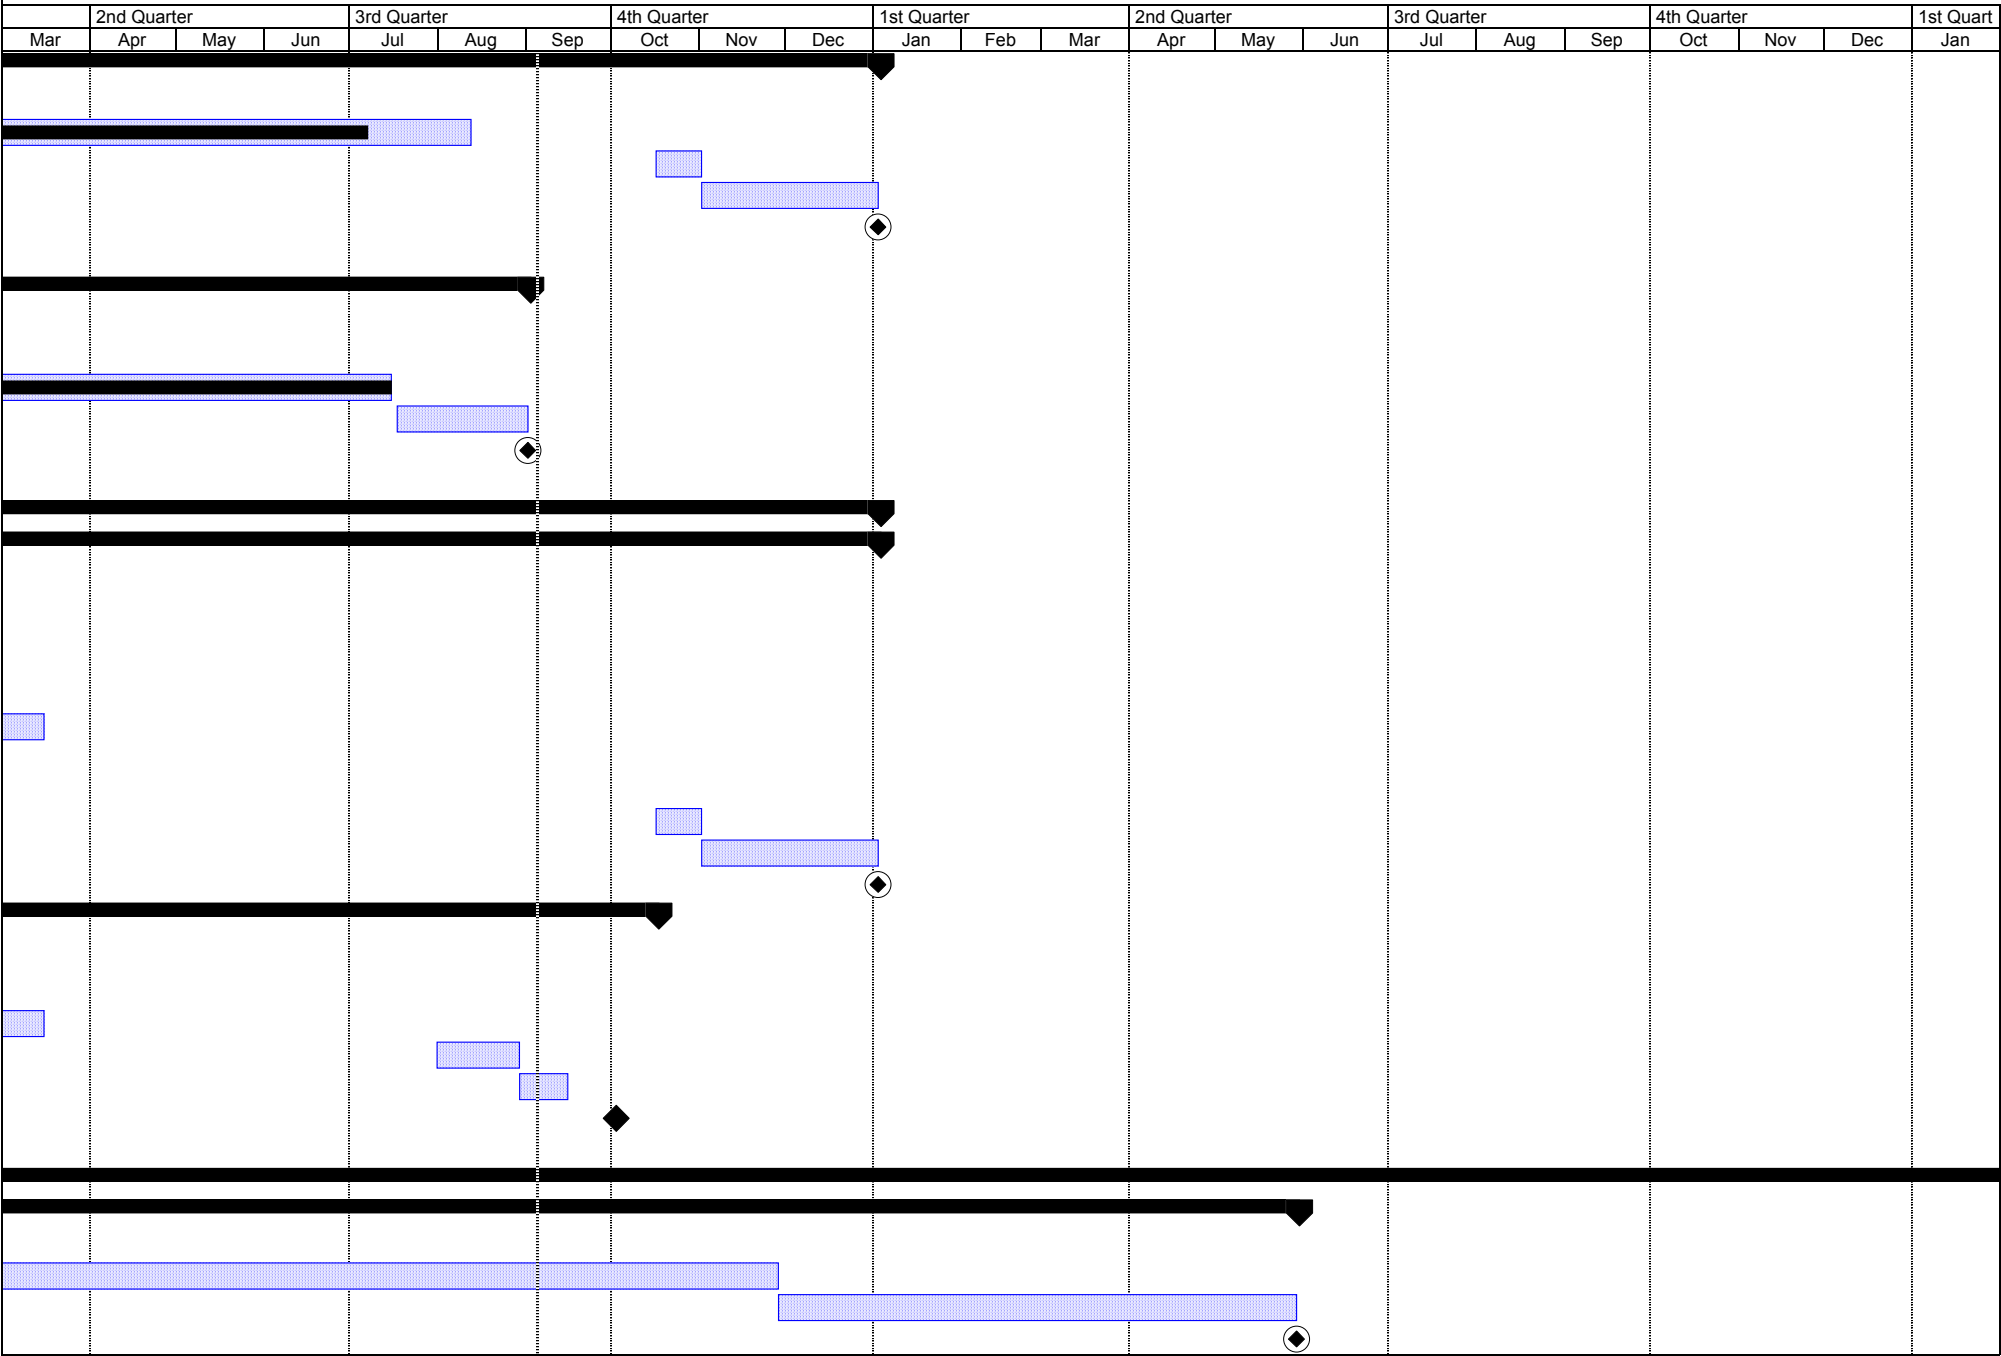 2nd Quarter 3rd Quarter 4th Quarter 1st Quarter 2nd Quarter 3rd Quarter 4th Quarter 1st Quart
Mar Apr May Jun Jul Aug Sep Oct Nov Dec Jan Feb Mar Apr May Jun Jul Aug Sep Oct Nov Dec Jan